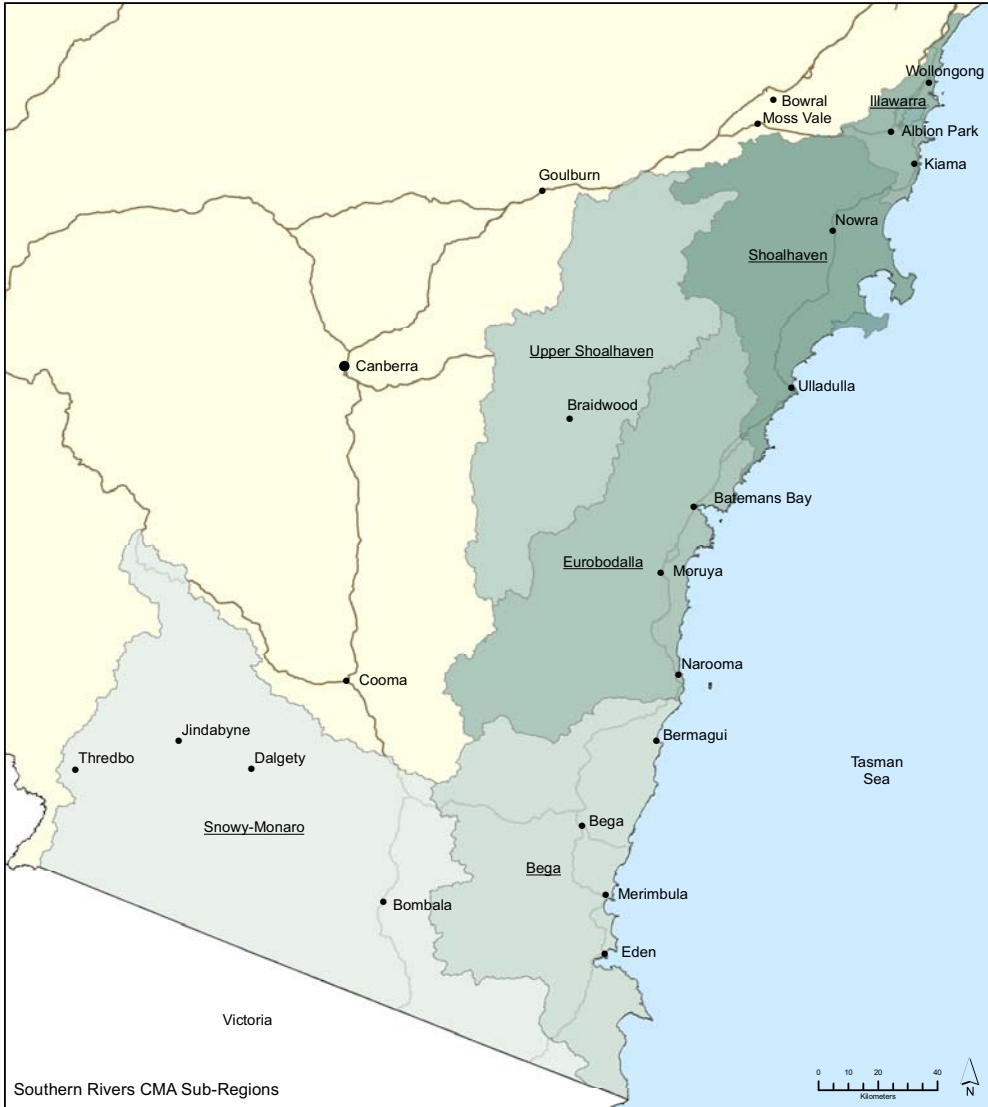 Wollongong
Bowral
Illawarra
Moss Vale
Albion Park
Kiama
Goulburn
Nowra
Shoalhaven
Upper Shoalhaven
Canberra
Ulladulla
Braidwood
Batemans Bay
Eurobodalla
Moruya
Narooma
Cooma
Jindabyne
Bermagui
Thredbo
Dalgety
Tasman
Sea
Bega
Snowy-Monaro
Bega
Merimbula
Bombala
Eden
Victoria
Southern Rivers CMA Sub-Regions
0 5 10 20 40
Kilometers
N